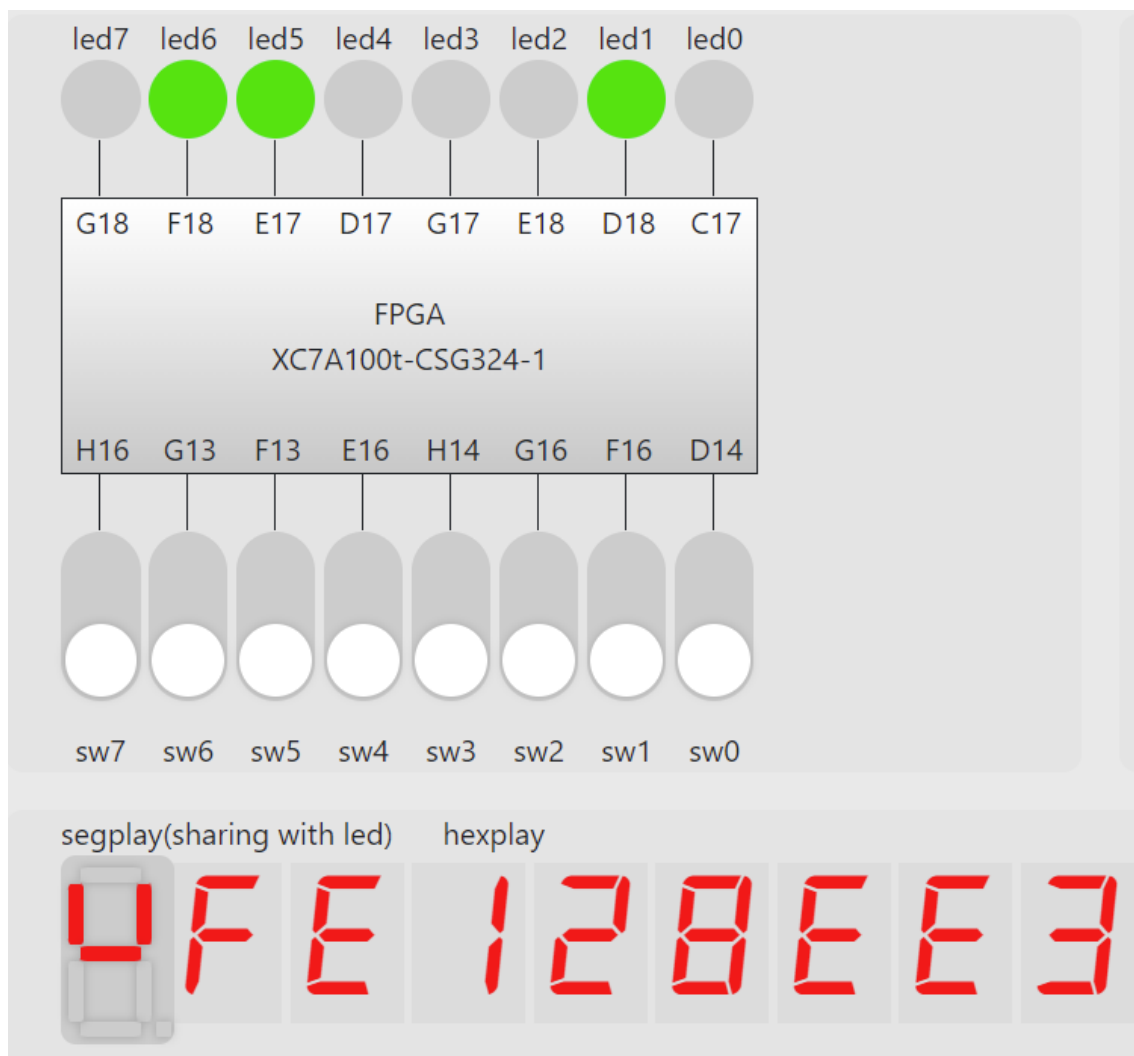 led7 led6 led5 led4 led3 led2 led1 led0
G18 F18 E17 D17 G17 E18 D18 C17
FPGA
XC7A100t-CSG324-1
H16 G13 F13 E16 H14 G16 F16 D14
sw7 sw6 sw5 sw4 sw3 sw2 sw1 sw0
segplay(sharing with led) hexplay
FE128EE3